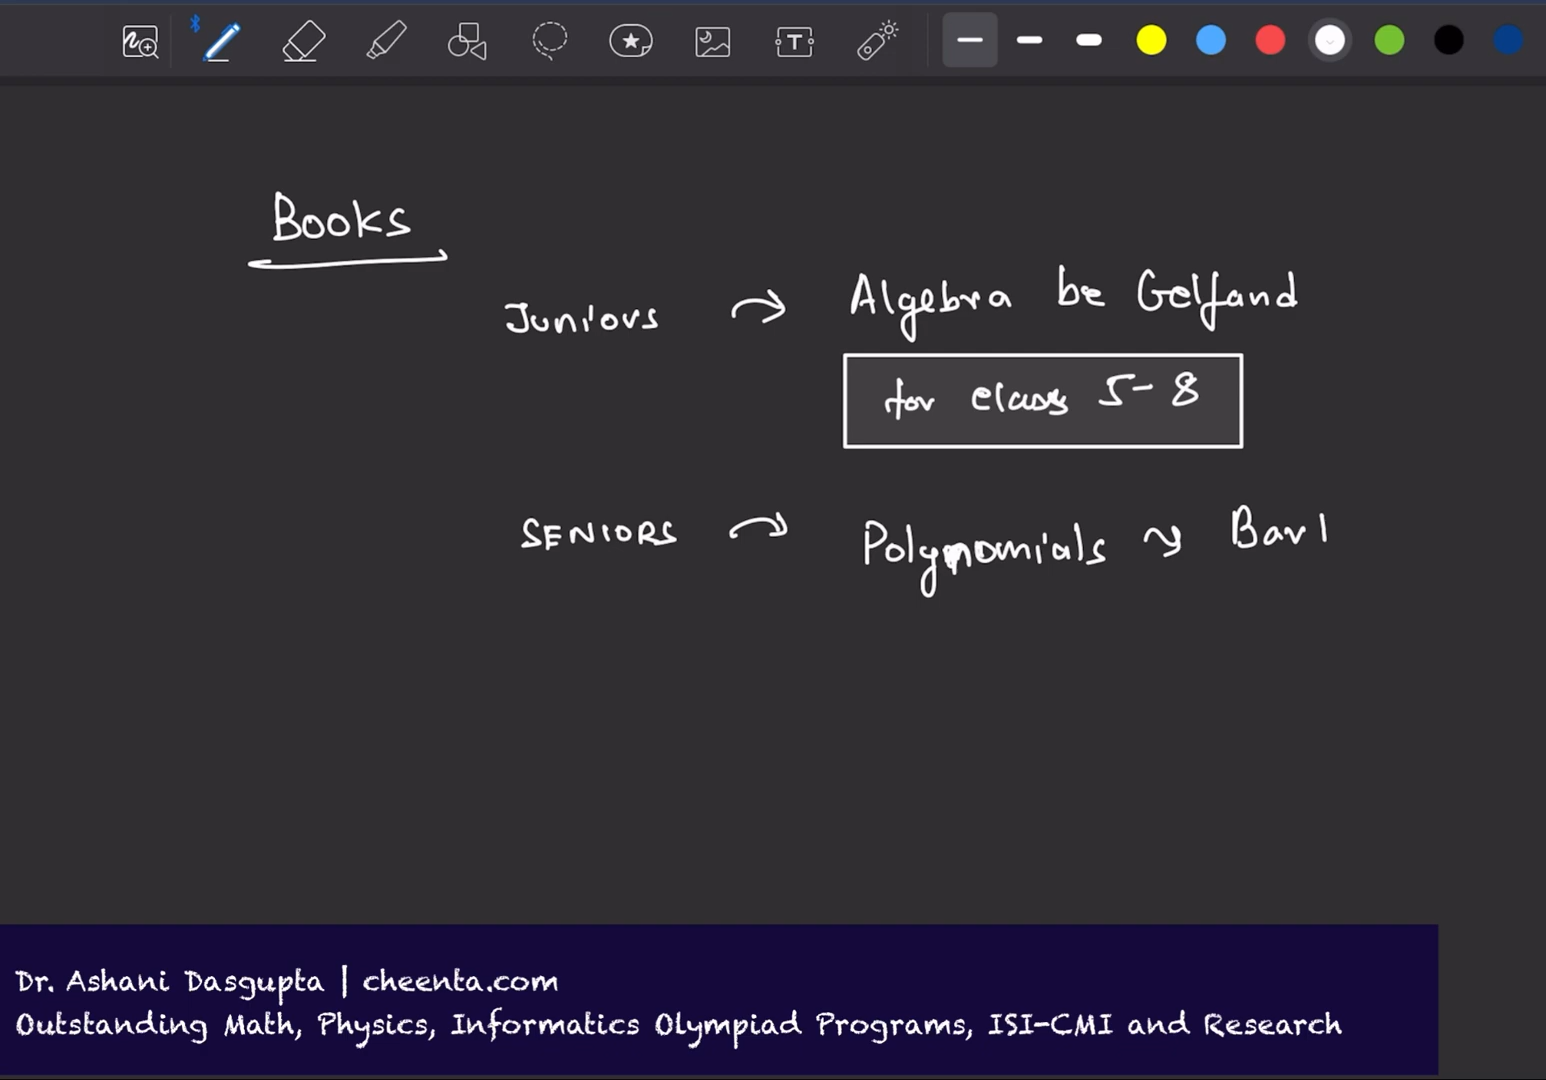 Books
Juniors → Algebra be Gelfand
for class 5-8
SENIORS → Polynomials ~ Barl
Dr. Ashani Dasgupta | cheenta.com
Outstanding Math, Physics, Informatics Olympiad Programs, ISI-CMI and Research